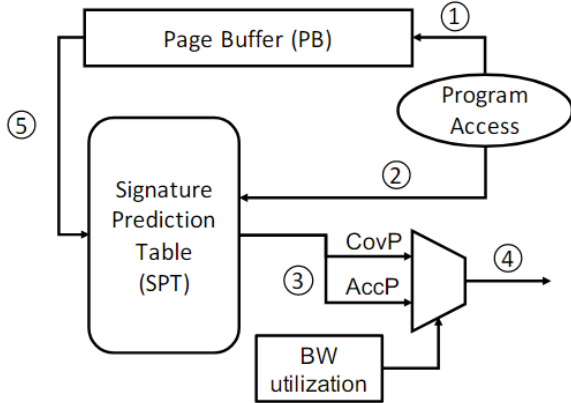 ①
Page Buffer (PB)
Program
Access
⑤
②
Signature
Prediction
Table
(SPT)
CovP
③
④
AccP
BW
utilization